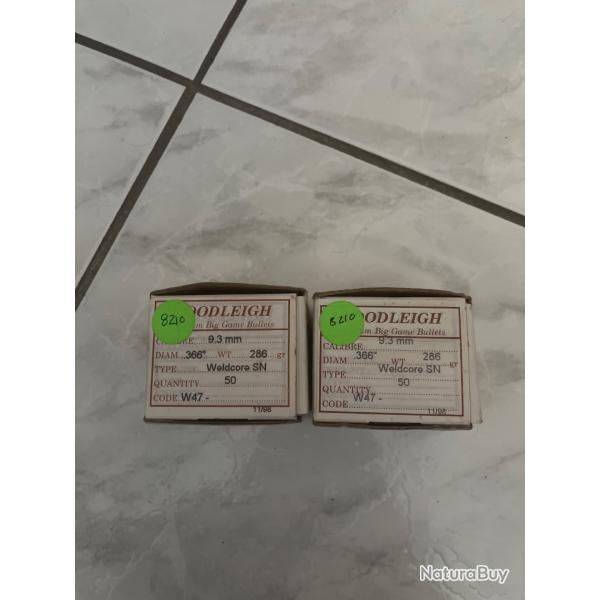 8210
OODLEIGH
m Big Game Bullets
CALIBRE 9.3 mm
DIAM .366" WT 286 gr
TYPE Weldcore SN
QUANTITY 50
CODE W47 -
11/98
8210
ODLEIGH
m Big Game Bullets
CALIBRE 9.3 mm
DIAM .366" WT 286 gr
TYPE Weldcore SN
QUANTITY 50
CODE W47 -
11/98
NaturaBuy